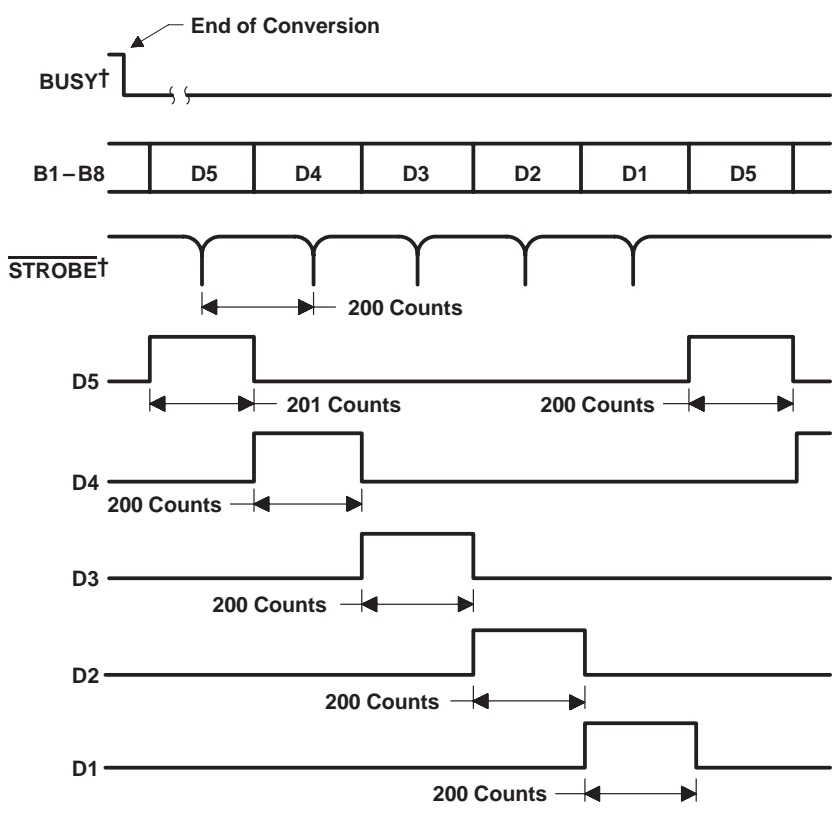 End of Conversion
BUSY†
B1–B8 D5 D4 D3 D2 D1 D5
STROBE†
200 Counts
D5
201 Counts 200 Counts
D4
200 Counts
D3
200 Counts
D2
200 Counts
D1
200 Counts